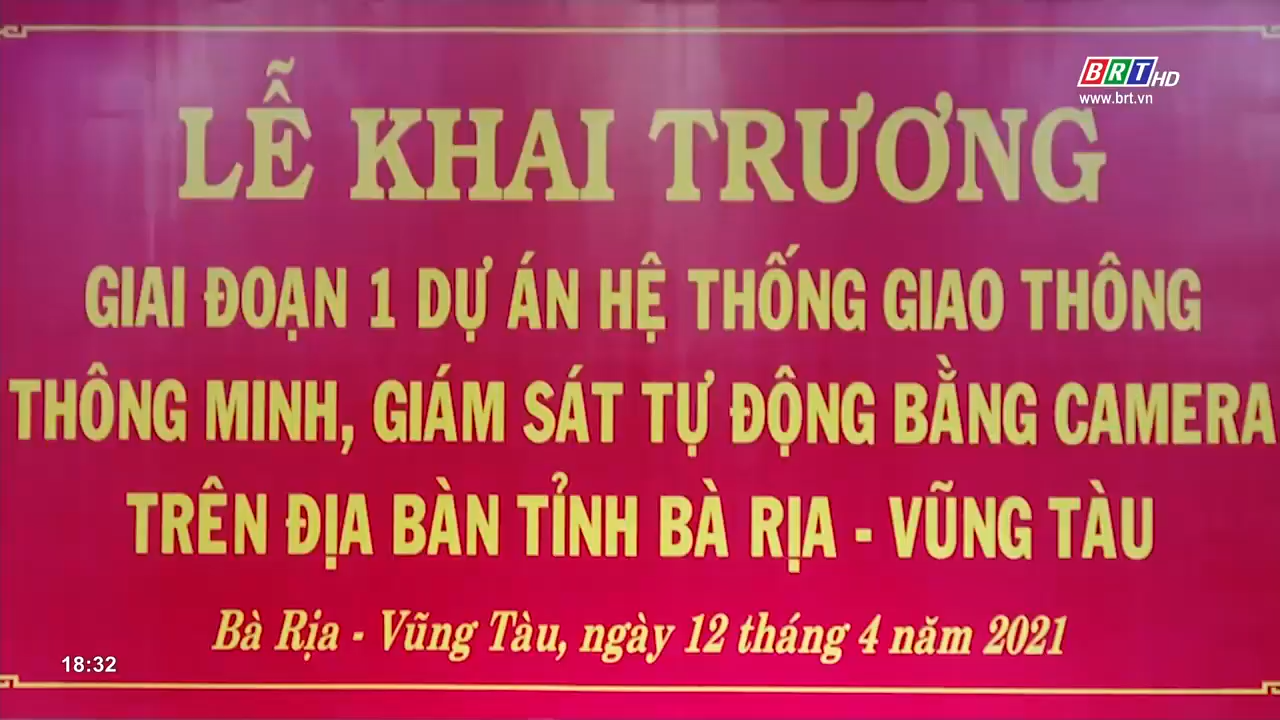 BRT HD
www.brt.vn
LỄ KHAI TRƯƠNG
GIAI ĐOẠN 1 DỰ ÁN HỆ THỐNG GIAO THÔNG
THÔNG MINH, GIÁM SÁT TỰ ĐỘNG BẰNG CAMERA
TRÊN ĐỊA BÀN TỈNH BÀ RỊA - VŨNG TÀU
Bà Rịa - Vũng Tàu, ngày 12 tháng 4 năm 2021
18:32